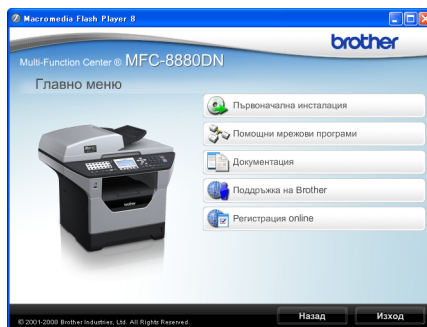 Macromedia Flash Player 8
brother
Multi-Function Center ® MFC-8880DN
Главно меню
Първоначална инсталация
Помощни мрежови програми
Документация
Поддръжка на Brother
Регистрация online
Назад
Изход
© 2001-2008 Brother Industries, Ltd. All Rights Reserved.